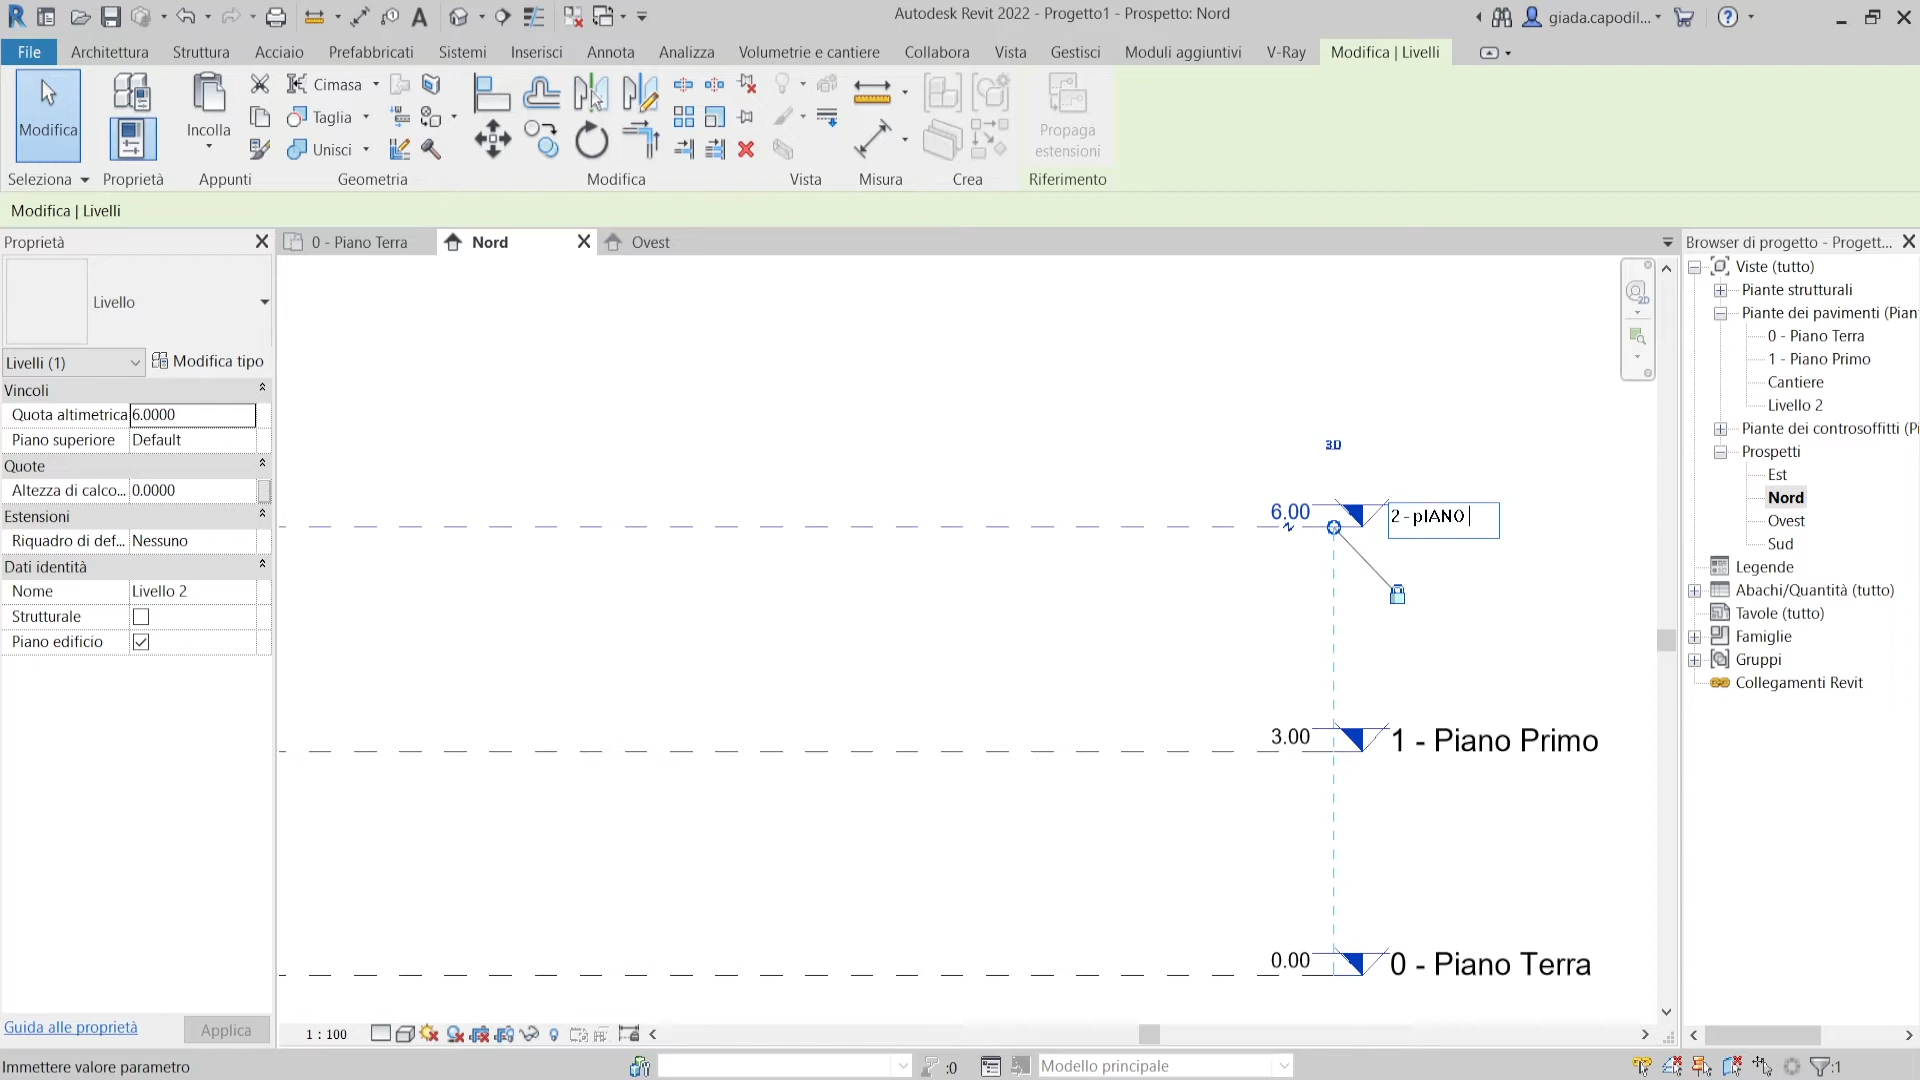 Autodesk Revit 2022 - Progetto1 - Prospetto: Nord
giada.capodil...
File Architettura Struttura Acciaio Prefabbricati Sistemi Inserisci Annota Analizza Volumetrie e cantiere Collabora Vista Gestisci Moduli aggiuntivi V-Ray Modifica | Livelli
Modifica
Incolla
Cimasa
Taglia
Unisci
Propaga
estensioni
Seleziona Proprietà Appunti Geometria Modifica Vista Misura Crea Riferimento
Modifica | Livelli
Proprietà
Livello
Livelli (1) Modifica tipo
Vincoli
Quota altimetrica 6.0000
Piano superiore Default
Quote
Altezza di calco... 0.0000
Estensioni
Riquadro di def... Nessuno
Dati identità
Nome Livello 2
Strutturale
Piano edificio
Guida alle proprietà Applica
0 - Piano Terra Nord Ovest
2D
3D
6.00 2 - pIANO
3.00 1 - Piano Primo
0.00 0 - Piano Terra
1 : 100
Browser di progetto - Progett...
Viste (tutto)
Piante strutturali
Piante dei pavimenti (Pian
0 - Piano Terra
1 - Piano Primo
Cantiere
Livello 2
Piante dei controsoffitti (Pi
Prospetti
Est
Nord
Ovest
Sud
Legende
Abachi/Quantità (tutto)
Tavole (tutto)
Famiglie
Gruppi
Collegamenti Revit
Immettere valore parametro
:0
Modello principale
:1